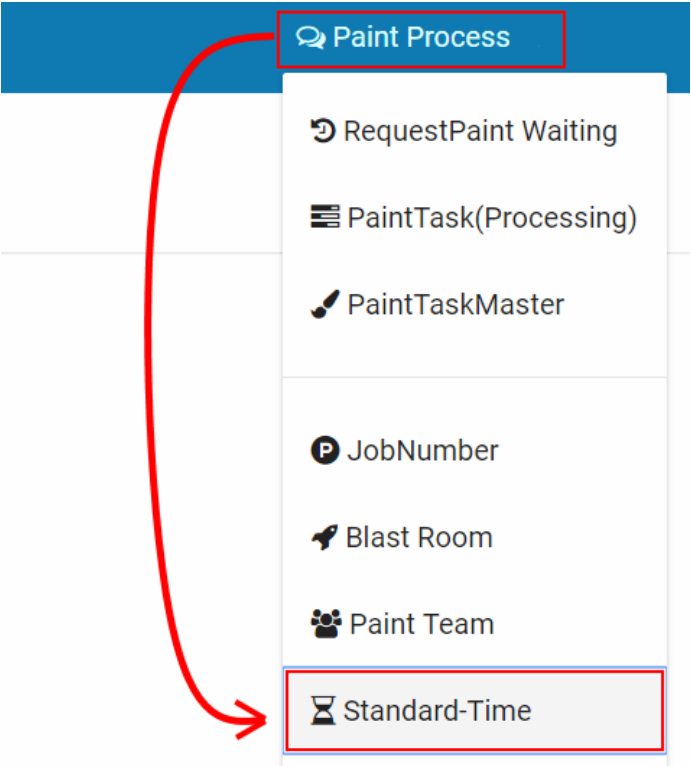 Paint Process
RequestPaint Waiting
PaintTask(Processing)
PaintTaskMaster
JobNumber
Blast Room
Paint Team
Standard-Time